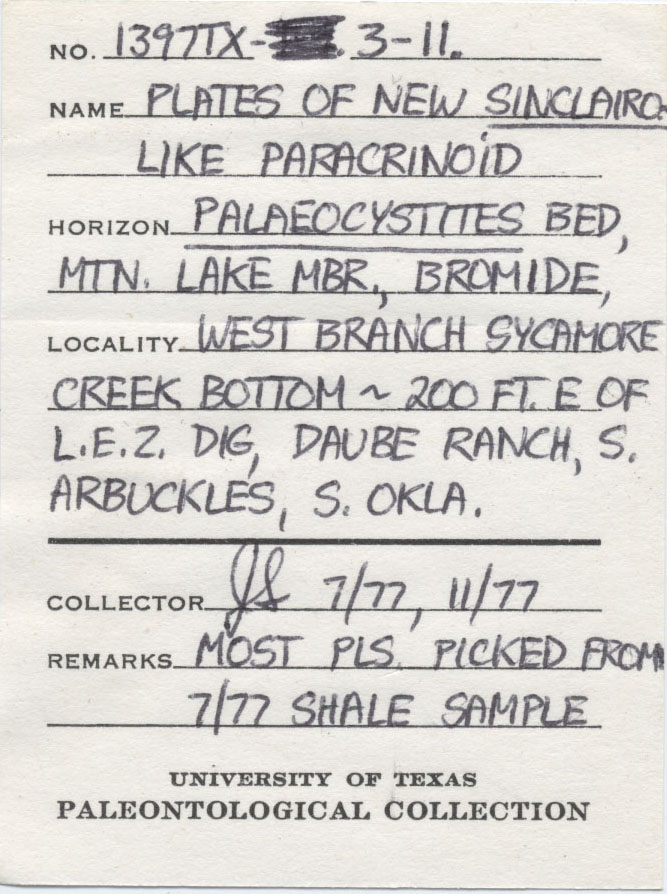 NO. 1397TX- 3-11.
NAME PLATES OF NEW SINCLAIRO-
LIKE PARACRINOID
HORIZON PALAEOCYSTITES BED,
MTN. LAKE MBR., BROMIDE,
LOCALITY WEST BRANCH SYCAMORE
CREEK BOTTOM ~ 200 FT. E OF
L.E.Z. DIG, DAUBE RANCH, S.
ARBUCKLES, S. OKLA.
COLLECTOR JS 7/77, 11/77
REMARKS MOST PLS. PICKED FROM
7/77 SHALE SAMPLE
UNIVERSITY OF TEXAS
PALEONTOLOGICAL COLLECTION